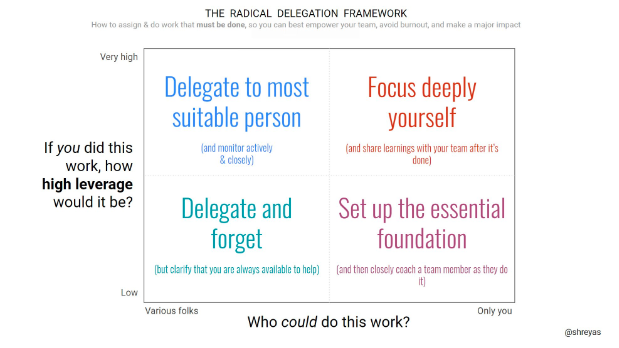 THE RADICAL DELEGATION FRAMEWORK
How to assign & do work that must be done, so you can best empower your team, avoid burnout, and make a major impact
Very high
Delegate to most
suitable person
(and monitor actively
& closely)
Focus deeply
yourself
(and share learnings with your team after it's
done)
If you did this
work, how
high leverage
would it be?
Delegate and
forget
(but clarify that you are always available to help)
Set up the essential
foundation
(and then closely coach a team member as they do
it)
Low
Various folks
Only you
Who could do this work?
@shreyas